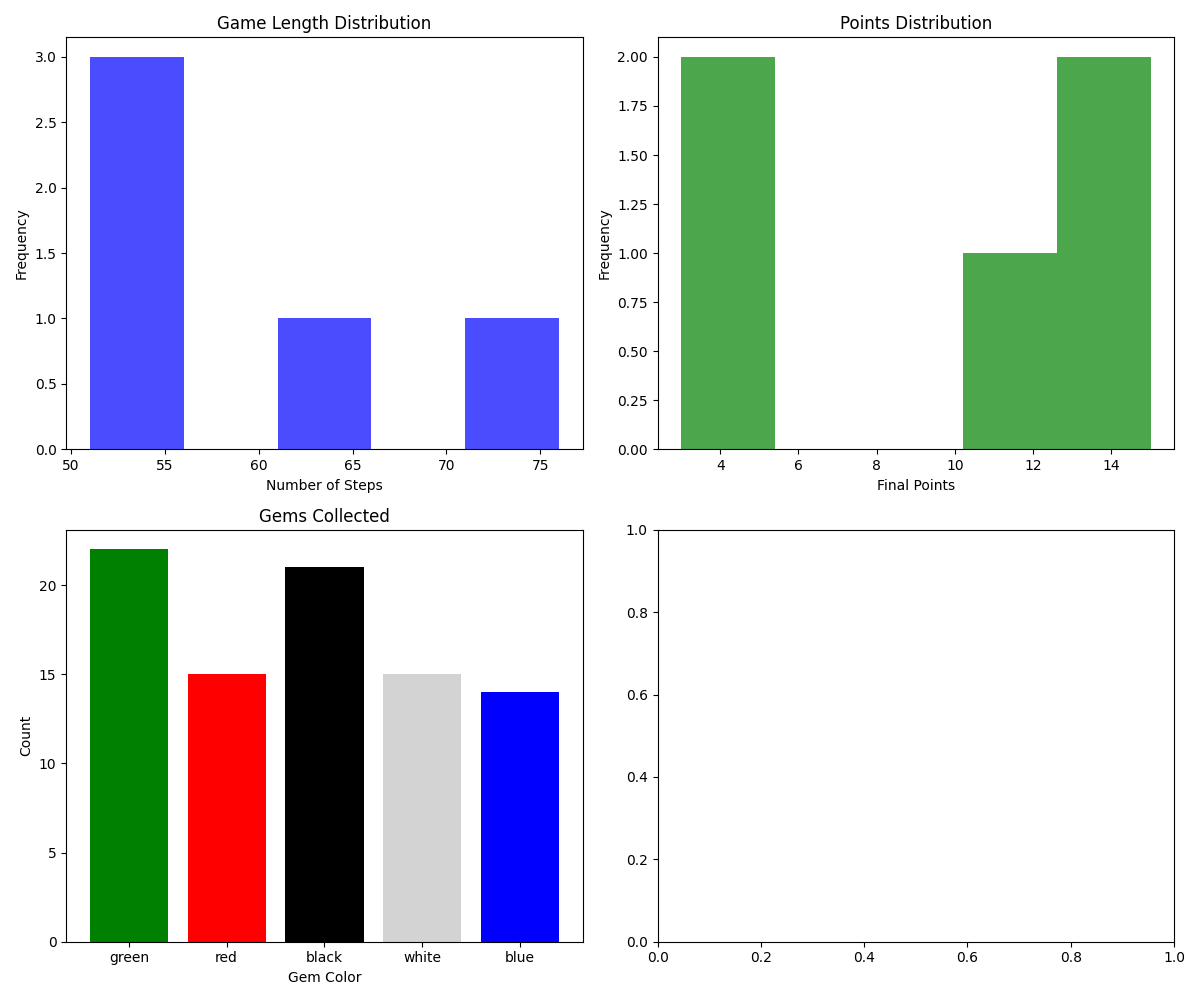 Game Length Distribution
Frequency
3.0
2.5
2.0
1.5
1.0
0.5
0.0
50 55 60 65 70 75
Number of Steps
Points Distribution
Frequency
2.00
1.75
1.50
1.25
1.00
0.75
0.50
0.25
0.00
4 6 8 10 12 14
Final Points
Gems Collected
Count
20
15
10
5
0
green red black white blue
Gem Color
1.0
0.8
0.6
0.4
0.2
0.0
0.0 0.2 0.4 0.6 0.8 1.0